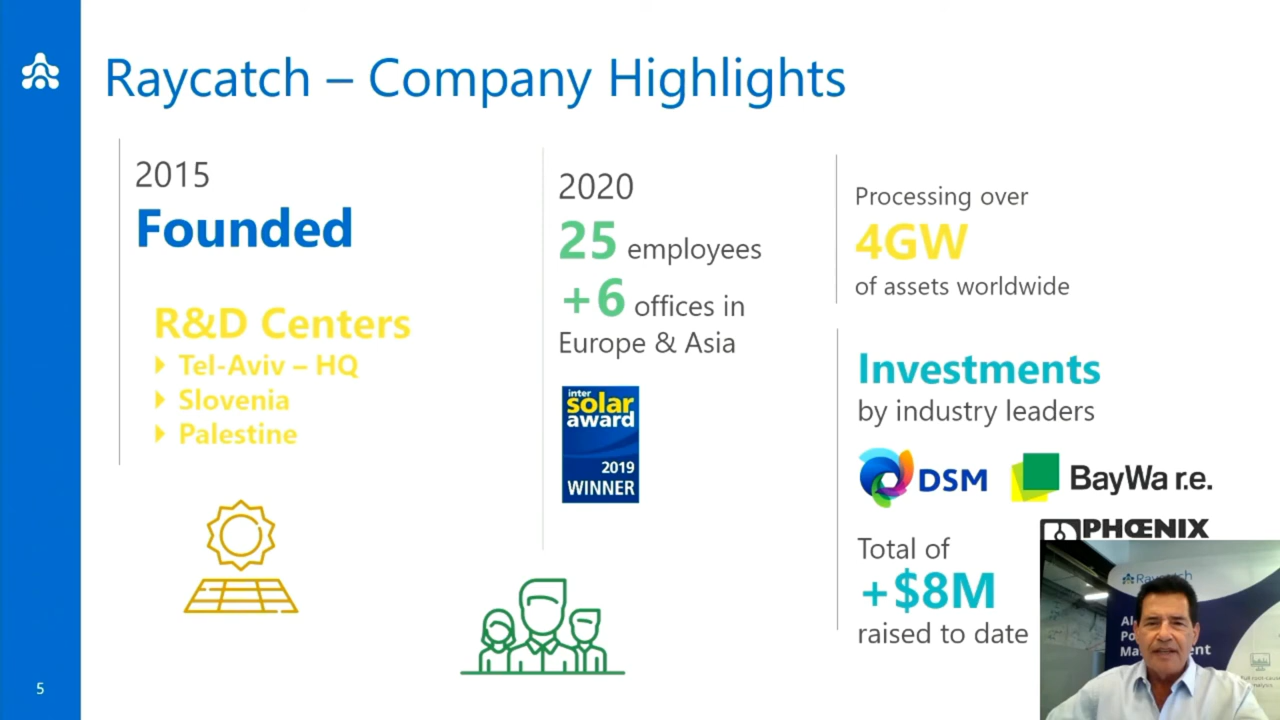 Raycatch – Company Highlights
2015
Founded
R&D Centers
Tel-Aviv – HQ
Slovenia
Palestine
2020
25 employees
+6 offices in
Europe & Asia
inter
solar
award
2019
WINNER
Processing over
4GW
of assets worldwide
Investments
by industry leaders
DSM
BayWa r.e.
PHŒNIX
Total of
+$8M
raised to date
Raycatch
5